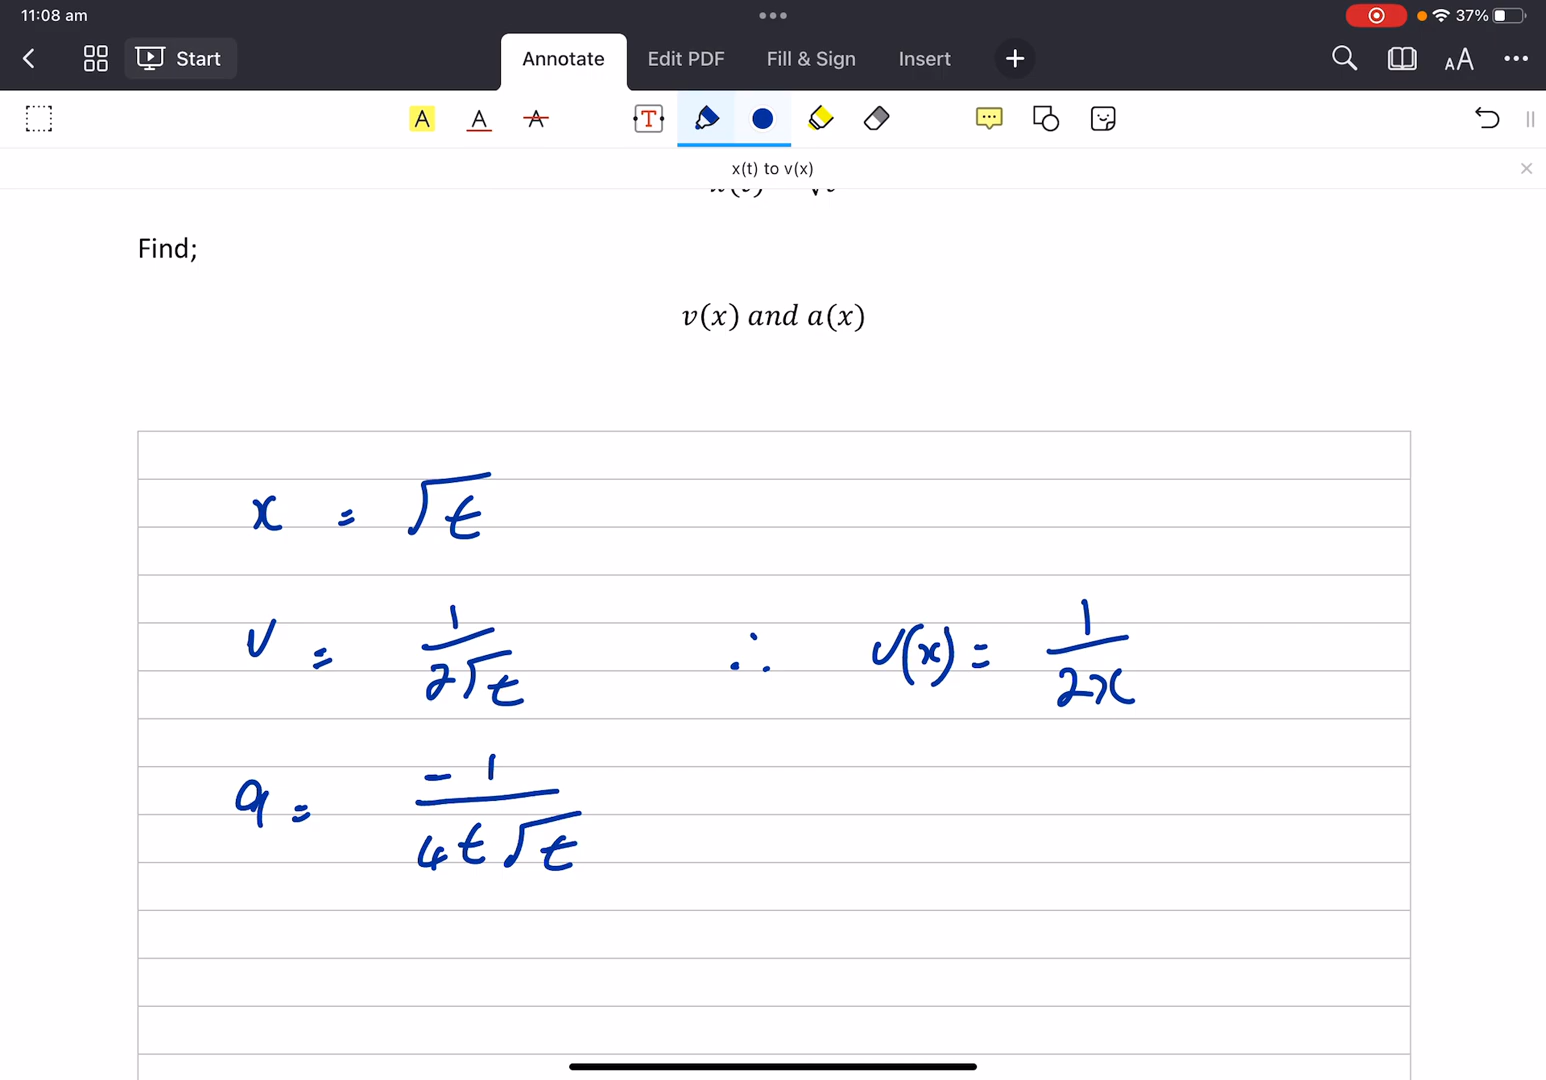 11:08 am
37%
Start
Annotate
Edit PDF
Fill & Sign
Insert
x(t) to v(x)
Find;
v(x) and a(x)
x = √t
v = 1/(2√t) ∴ v(x) = 1/(2x)
a = -1/(4t√t)